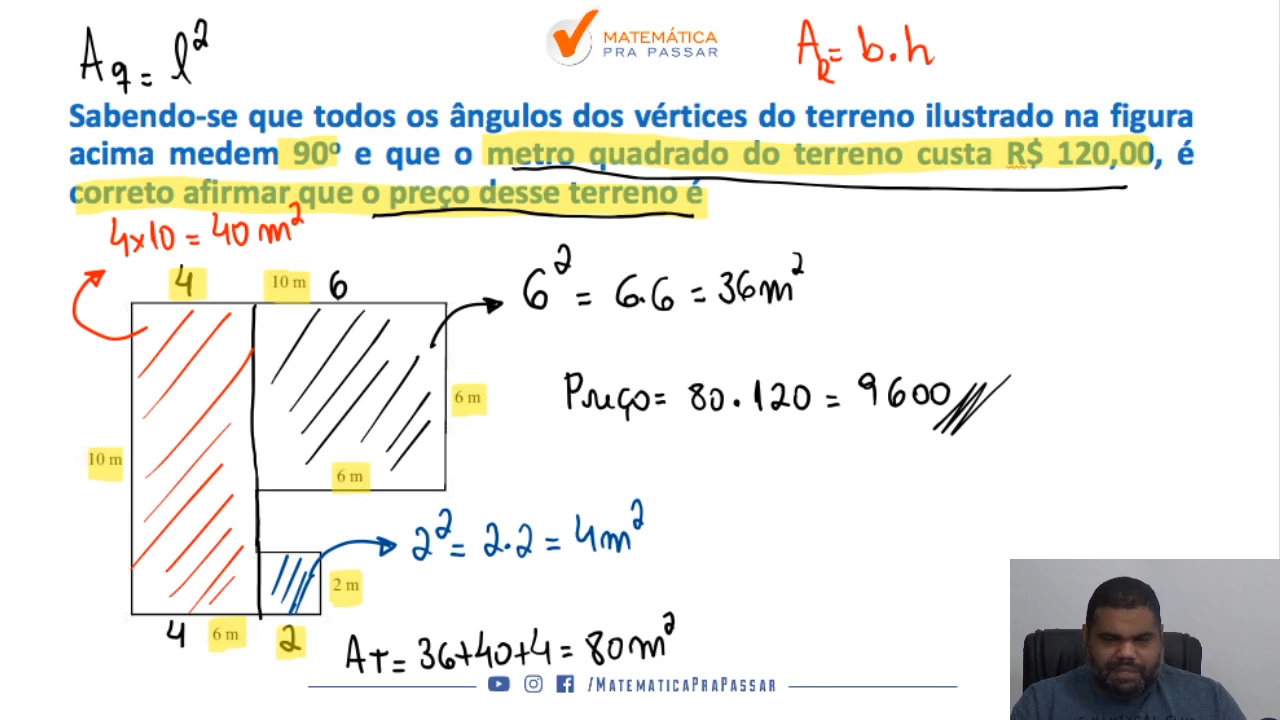 Aq = l²
MATEMÁTICA
PRA PASSAR
AR = b.h
Sabendo-se que todos os ângulos dos vértices do terreno ilustrado na figura
acima medem 90º e que o metro quadrado do terreno custa R$ 120,00, é
correto afirmar que o preço desse terreno é
4x10 = 40 m²
4
10 m
6
6² = 6.6 = 36m²
Preço = 80.120 = 9600
6 m
10 m
6 m
2² = 2.2 = 4m²
2 m
4
6 m
2
AT = 36+40+4 = 80m²
/MATEMATICAPRAPASSAR